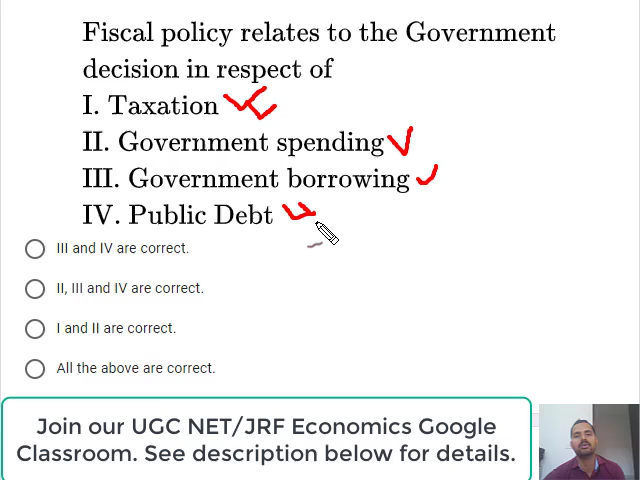 Fiscal policy relates to the Government
decision in respect of
I. Taxation
II. Government spending
III. Government borrowing
IV. Public Debt
III and IV are correct.
II, III and IV are correct.
I and II are correct.
All the above are correct.
Join our UGC NET/JRF Economics Google
Classroom. See description below for details.